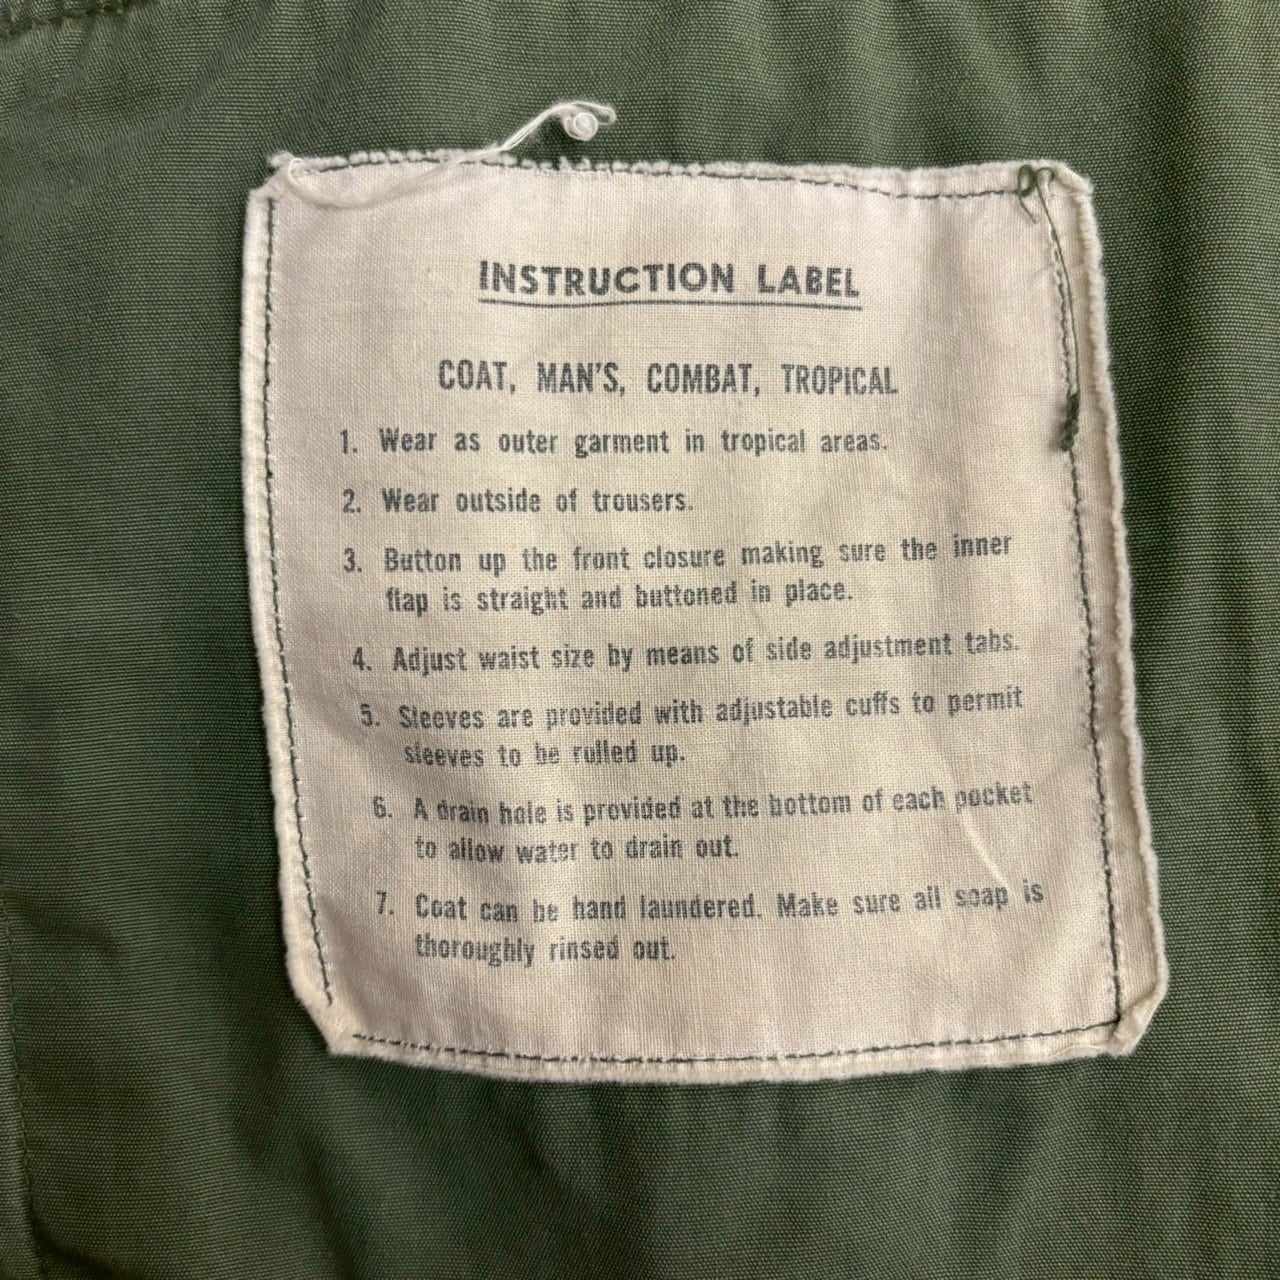 INSTRUCTION LABEL
COAT, MAN'S, COMBAT, TROPICAL
1. Wear as outer garment in tropical areas.
2. Wear outside of trousers.
3. Button up the front closure making sure the inner
flap is straight and buttoned in place.
4. Adjust waist size by means of side adjustment tabs.
5. Sleeves are provided with adjustable cuffs to permit
sleeves to be rolled up.
6. A drain hole is provided at the bottom of each pocket
to allow water to drain out.
7. Coat can be hand laundered. Make sure all soap is
thoroughly rinsed out.